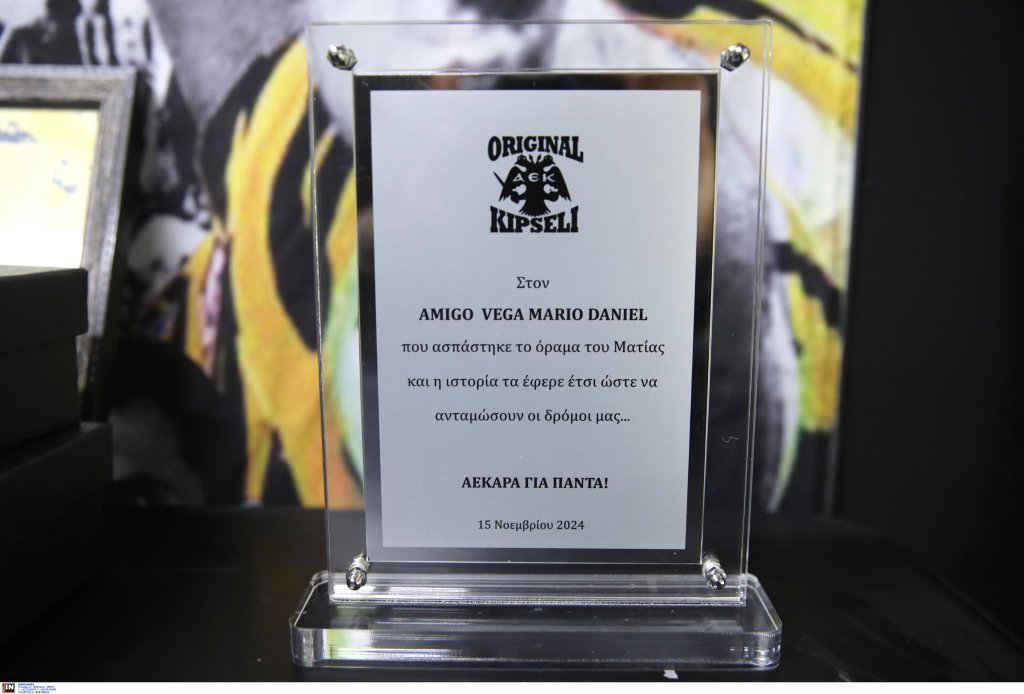 ORIGINAL
ΑΕΚ
KIPSELI
Στον
AMIGO VEGA MARIO DANIEL
που ασπάστηκε το όραμα του Ματίας
και η ιστορία τα έφερε έτσι ώστε να
ανταμώσουν οι δρόμοι μας...
ΑΕΚΑΡΑ ΓΙΑ ΠΑΝΤΑ!
15 Νοεμβρίου 2024
IN